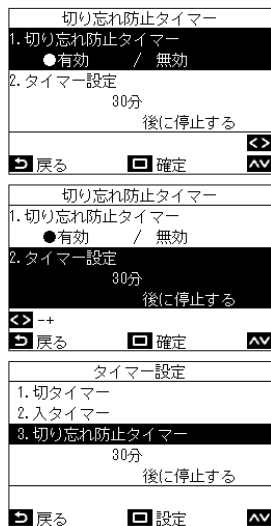 切り忘れ防止タイマー
1.切り忘れ防止タイマー
●有効 / 無効
2.タイマー設定
30分
後に停止する
<>
戻る 確定 ∧∨
切り忘れ防止タイマー
1.切り忘れ防止タイマー
●有効 / 無効
2.タイマー設定
30分
後に停止する
<> -+
戻る 確定 ∧∨
タイマー設定
1.切タイマー
2.入タイマー
3.切り忘れ防止タイマー
30分
後に停止する
戻る 設定 ∧∨